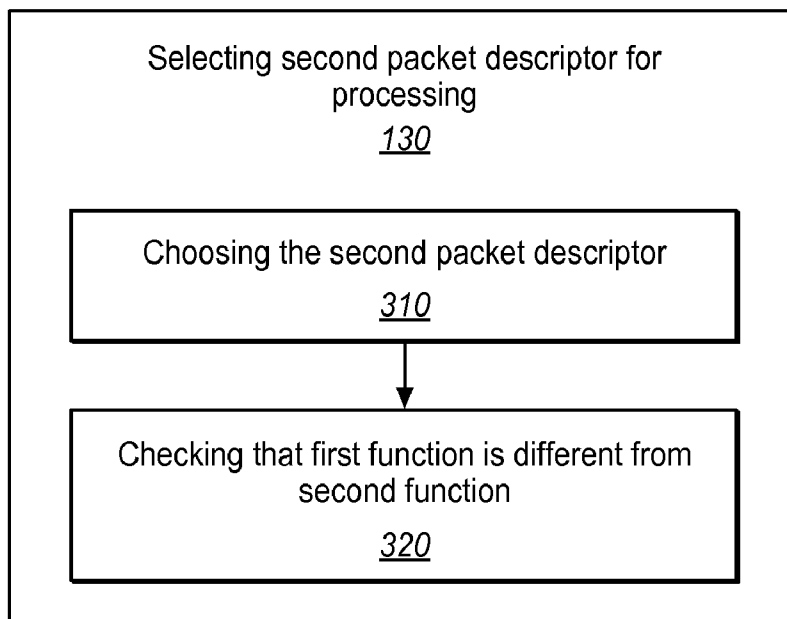 Selecting second packet descriptor for
processing
130
Choosing the second packet descriptor
310
Checking that first function is different from
second function
320